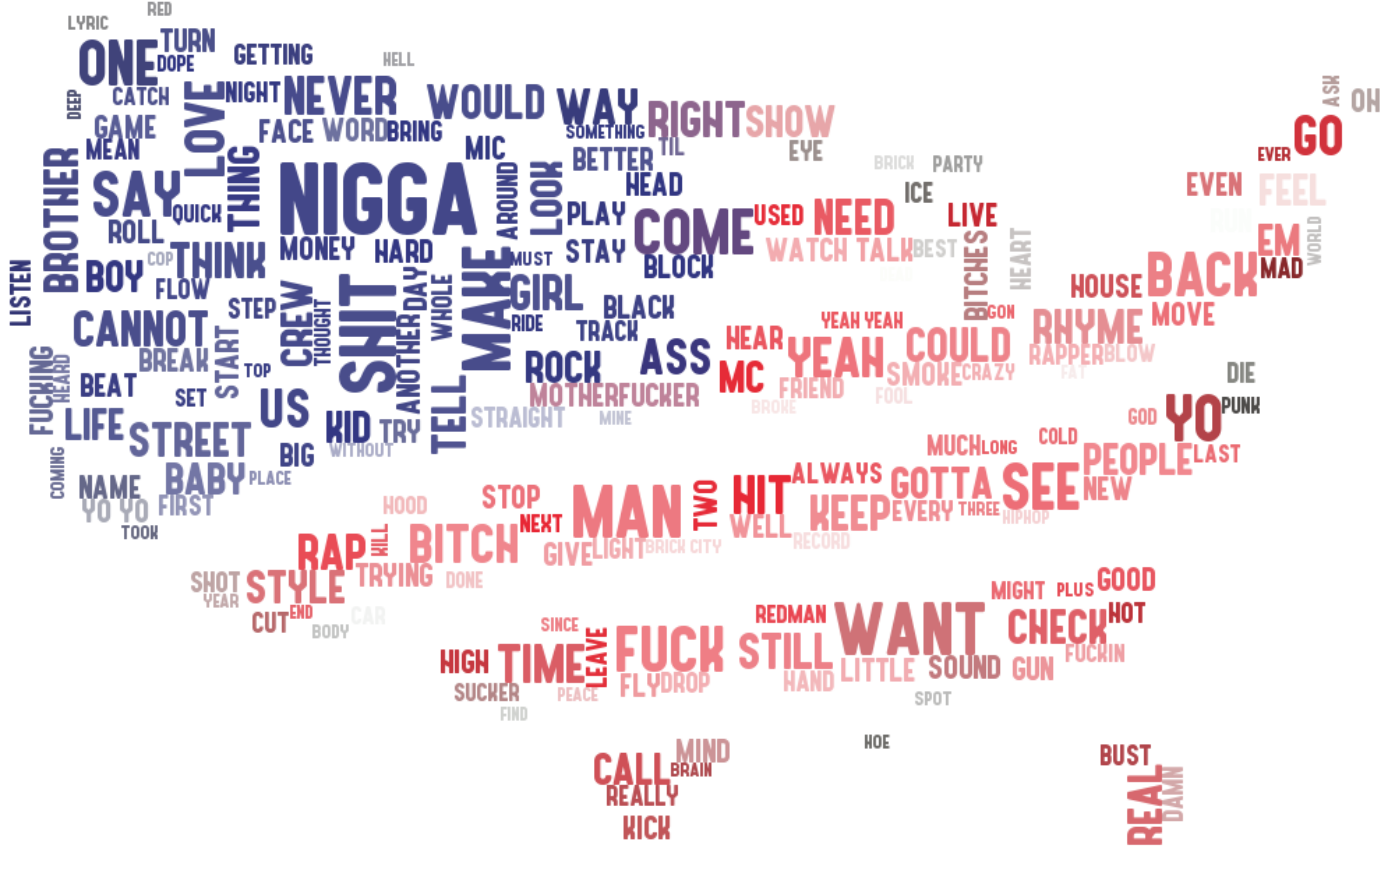 RED
LYRIC
TURN
ONE
DOPE
GETTING
HELL
DEEP
CATCH
LOVE
NIGHT
NEVER
WOULD
WAY
RIGHT
SHOW
ASK
OH
GAME
FACE
WORD
BRING
SOMETHING
TIL
GO
MEAN
MIC
BETTER
EYE
EVER
BROTHER
SAY
THING
NIGGA
AROUND
LOOK
HEAD
BRICK
PARTY
ICE
EVEN
FEEL
QUICK
PLAY
COME
USED
NEED
LIVE
RUN
ROLL
MONEY
HARD
STAY
WATCH
TALK
BEST
BITCHES
HEART
EM
WORLD
COP
THINK
MUST
BLOCK
MAD
LISTEN
BOY
FLOW
MAKE
GIRL
HOUSE
BACK
STEP
CREW
THOUGHT
SHIT
DAY
WHOLE
BLACK
GON
MOVE
CANNOT
RIDE
TRACK
YEAH YEAH
RHYME
BREAK
START
ANOTHER
HEAR
YEAH
COULD
RAPPER
BLOW
FUCKING
HEARD
BEAT
TOP
ROCK
ASS
MC
FRIEND
SMOKE
CRAZY
FAT
DIE
SET
MOTHERFUCKER
BROKE
FOOL
LIFE
STREET
US
KID
TRY
TELL
STRAIGHT
MINE
GOD
YO
PUNK
BIG
WITHOUT
MUCH
LONG
COLD
PEOPLE
LAST
COMING
NAME
BABY
PLACE
ALWAYS
GOTTA
SEE
NEW
YO YO
FIRST
HOOD
STOP
MAN
TWO
HIT
KEEP
EVERY
THREE
HIPHOP
TOOK
NEXT
WELL
RECORD
RAP
KILL
BITCH
GIVE
LIGHT
BRICK CITY
SHOT
STYLE
TRYING
DONE
MIGHT
PLUS
GOOD
YEAR
CUT
END
CAR
BODY
SINCE
REDMAN
WANT
CHECK
HOT
HIGH
TIME
LEAVE
FUCK
STILL
FUCKIN
SUCKER
PEACE
FLY
DROP
HAND
LITTLE
SOUND
GUN
FIND
SPOT
HOE
MIND
CALL
BRAIN
BUST
REALLY
REAL
DAMN
KICK